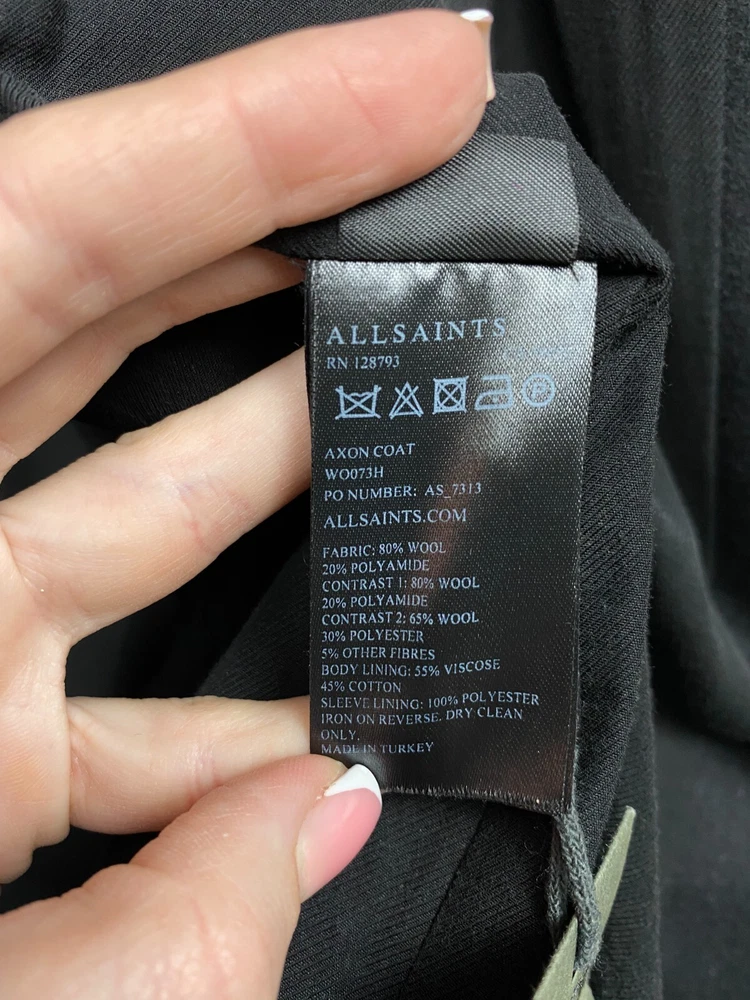 ALLSAINTS
RN 128793
AXON COAT
WO073H
PO NUMBER: AS_7313
ALLSAINTS.COM
FABRIC: 80% WOOL
20% POLYAMIDE
CONTRAST 1: 80% WOOL
20% POLYAMIDE
CONTRAST 2: 65% WOOL
30% POLYESTER
5% OTHER FIBRES
BODY LINING: 55% VISCOSE
45% COTTON
SLEEVE LINING: 100% POLYESTER
IRON ON REVERSE. DRY CLEAN
ONLY.
MADE IN TURKEY